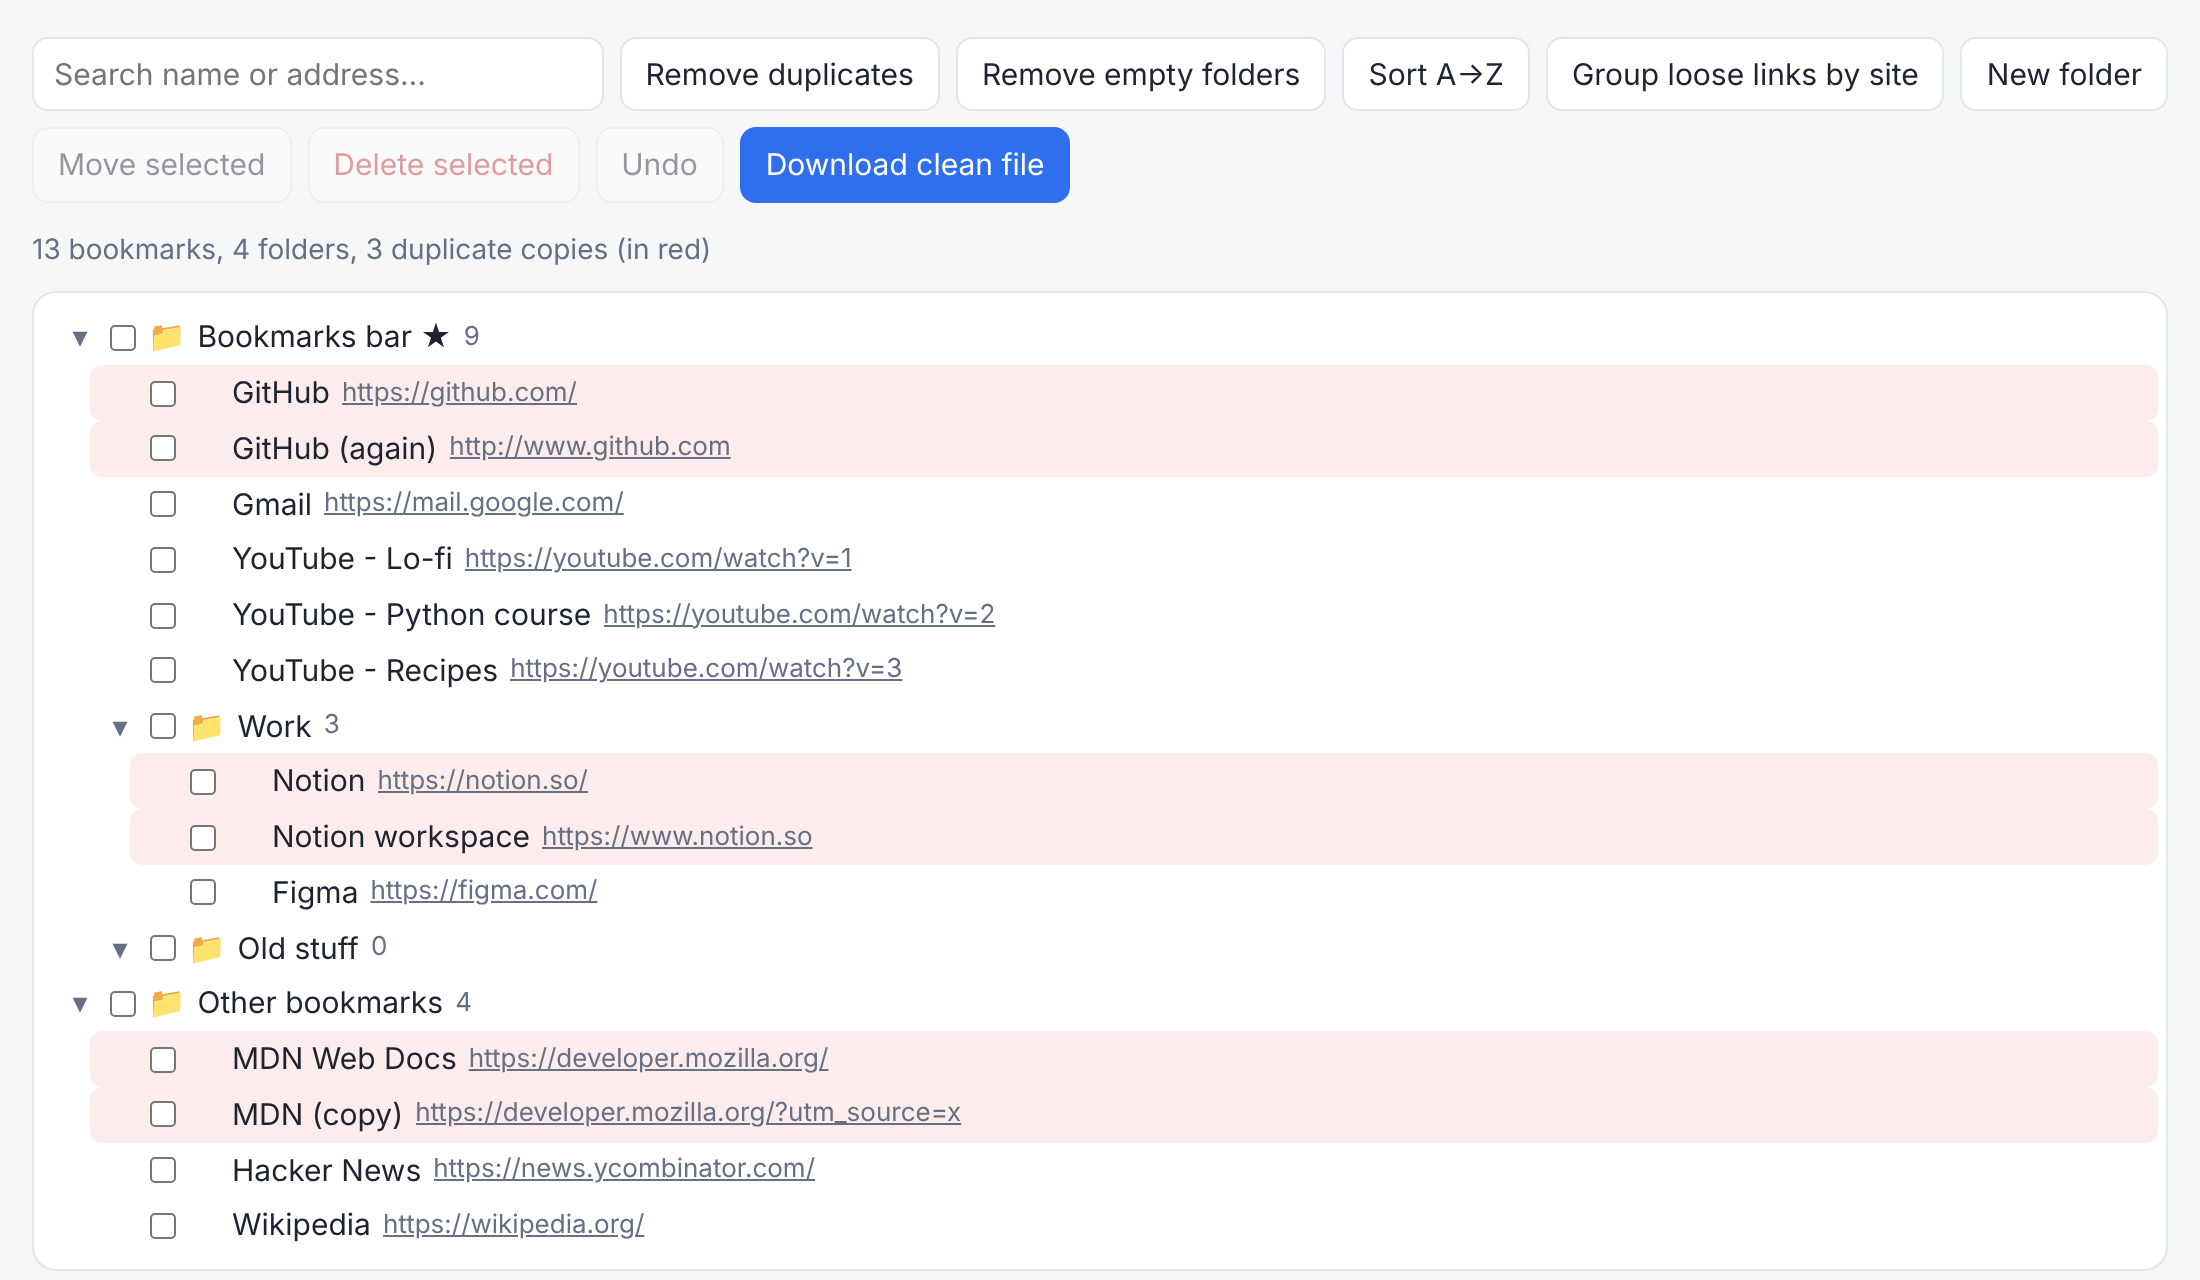 Search name or address...
Remove duplicates
Remove empty folders
Sort A→Z
Group loose links by site
New folder
Move selected
Delete selected
Undo
Download clean file
13 bookmarks, 4 folders, 3 duplicate copies (in red)
Bookmarks bar ★ 9
GitHub https://github.com/
GitHub (again) http://www.github.com
Gmail https://mail.google.com/
YouTube - Lo-fi https://youtube.com/watch?v=1
YouTube - Python course https://youtube.com/watch?v=2
YouTube - Recipes https://youtube.com/watch?v=3
Work 3
Notion https://notion.so/
Notion workspace https://www.notion.so
Figma https://figma.com/
Old stuff 0
Other bookmarks 4
MDN Web Docs https://developer.mozilla.org/
MDN (copy) https://developer.mozilla.org/?utm_source=x
Hacker News https://news.ycombinator.com/
Wikipedia https://wikipedia.org/